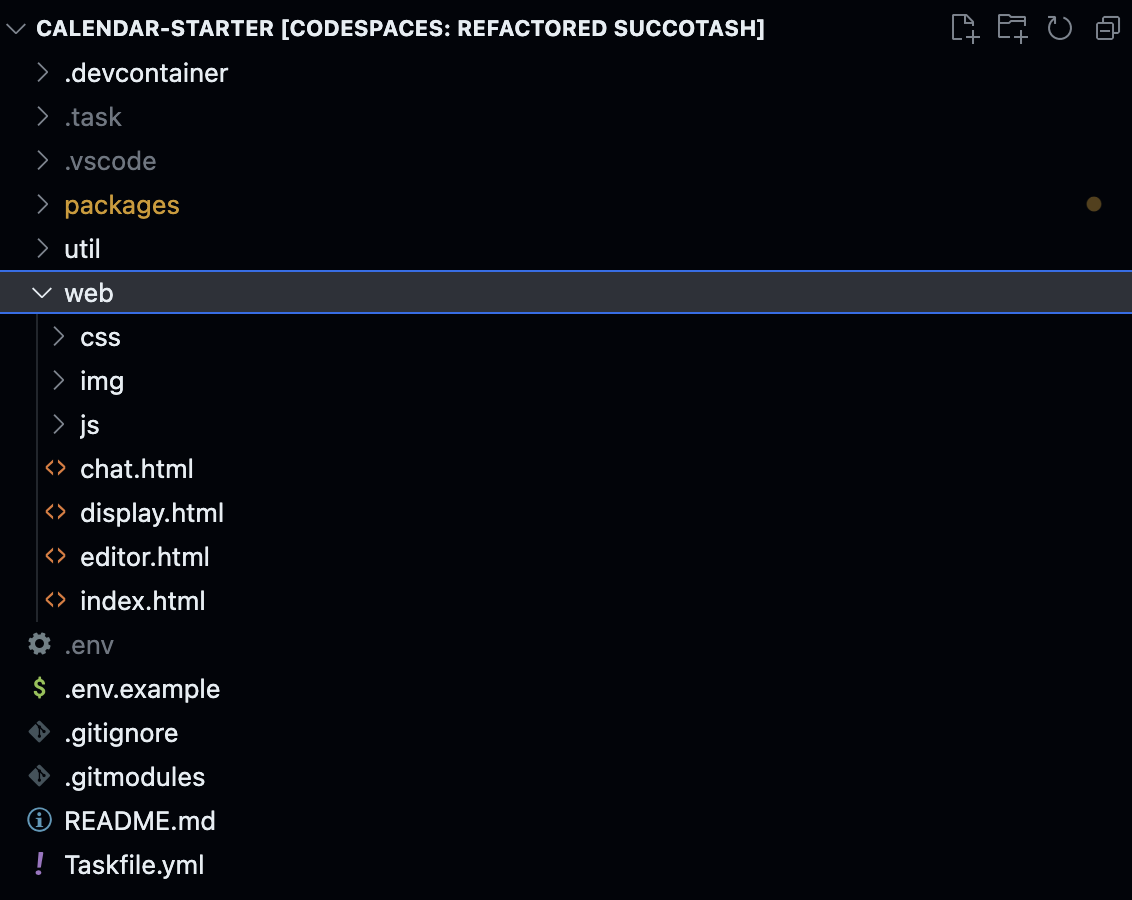 CALENDAR-STARTER [CODESPACES: REFACTORED SUCCOTASH]
.devcontainer
.task
.vscode
packages
util
web
css
img
js
chat.html
display.html
editor.html
index.html
.env
.env.example
.gitignore
.gitmodules
README.md
Taskfile.yml